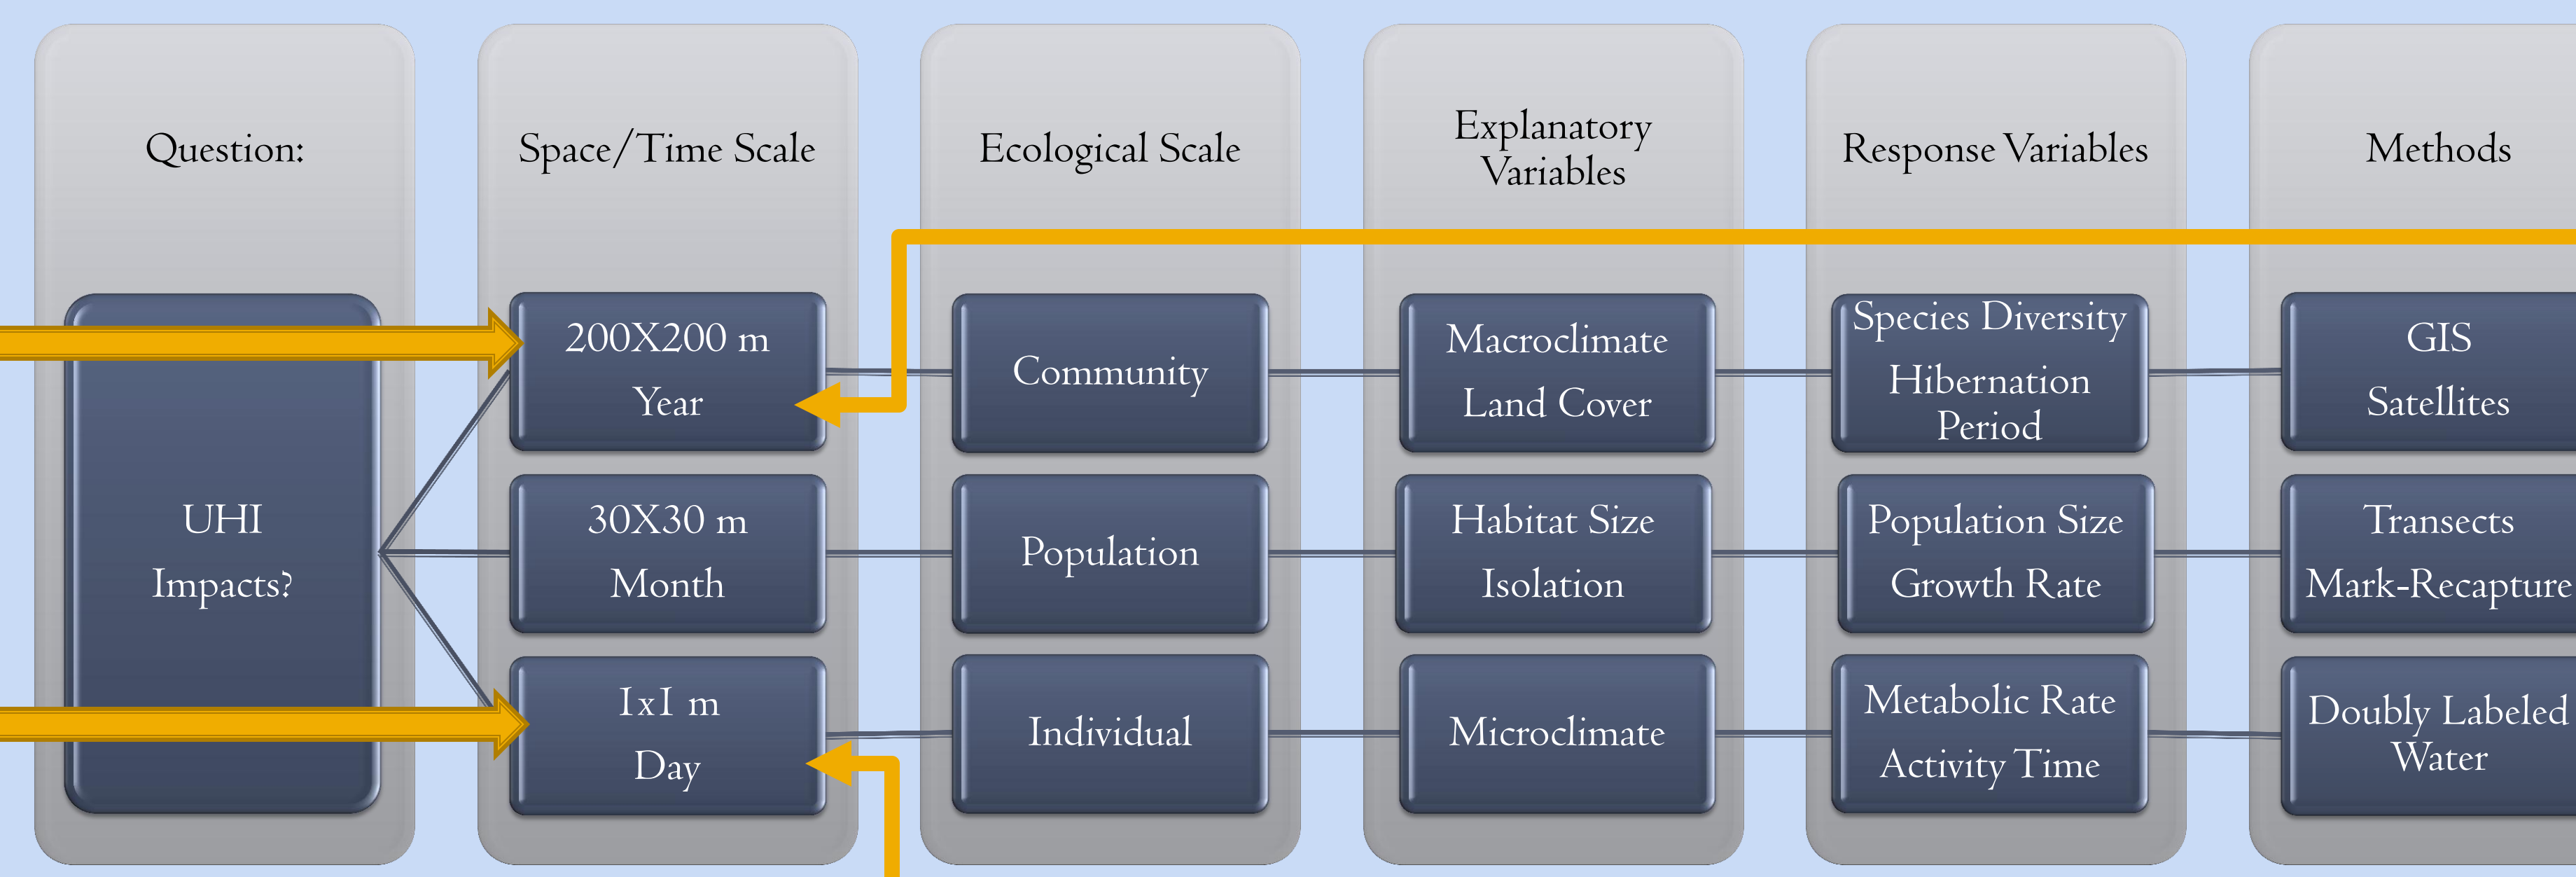 Question:
Space/Time Scale
Ecological Scale
Explanatory
Variables
Response Variables
Methods
UHI
Impacts?
200X200 m
Year
Community
Macroclimate
Land Cover
Species Diversity
Hibernation
Period
GIS
Satellites
30X30 m
Month
Population
Habitat Size
Isolation
Population Size
Growth Rate
Transects
Mark-Recapture
1x1 m
Day
Individual
Microclimate
Metabolic Rate
Activity Time
Doubly Labeled
Water